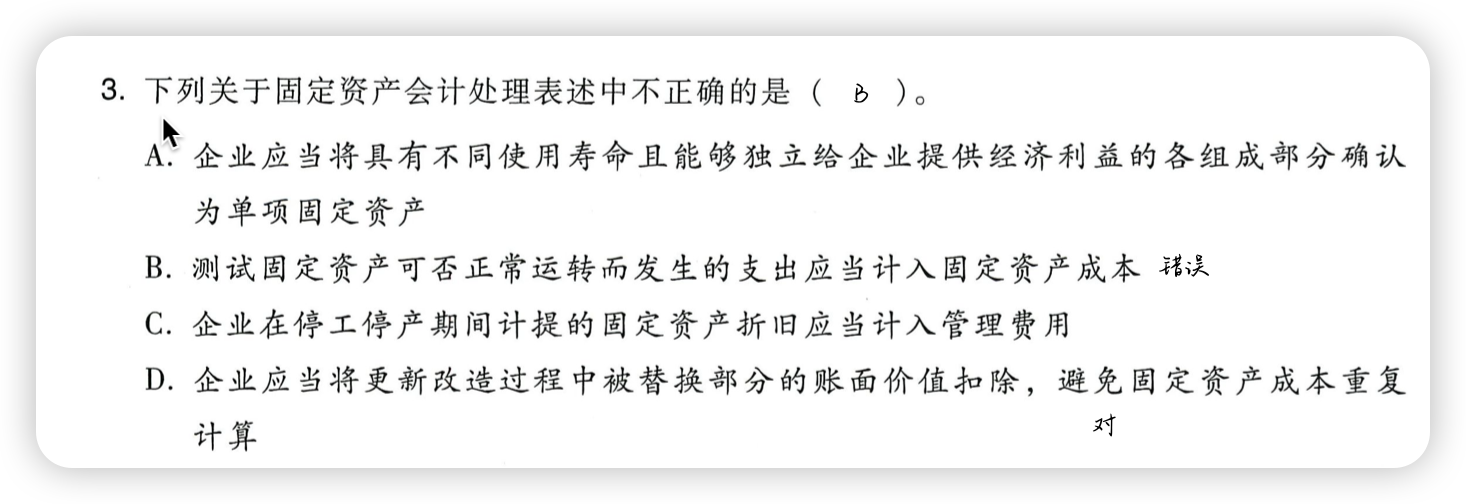 3. 下列关于固定资产会计处理表述中不正确的是（ B ）。
A. 企业应当将具有不同使用寿命且能够独立给企业提供经济利益的各组成部分确认
为单项固定资产
B. 测试固定资产可否正常运转而发生的支出应当计入固定资产成本 错误
C. 企业在停工停产期间计提的固定资产折旧应当计入管理费用
D. 企业应当将更新改造过程中被替换部分的账面价值扣除，避免固定资产成本重复
计算
对